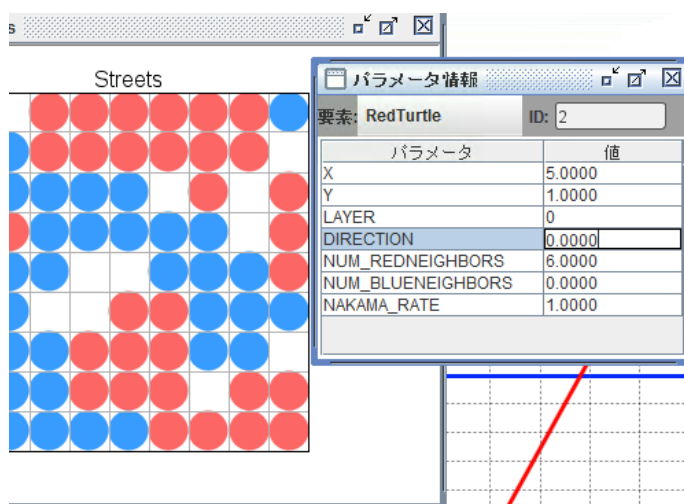 s
Streets
パラメータ情報
要素: RedTurtle ID: 2
パラメータ 値
X 5.0000
Y 1.0000
LAYER 0
DIRECTION 0.0000
NUM_REDNEIGHBORS 6.0000
NUM_BLUENEIGHBORS 0.0000
NAKAMA_RATE 1.0000